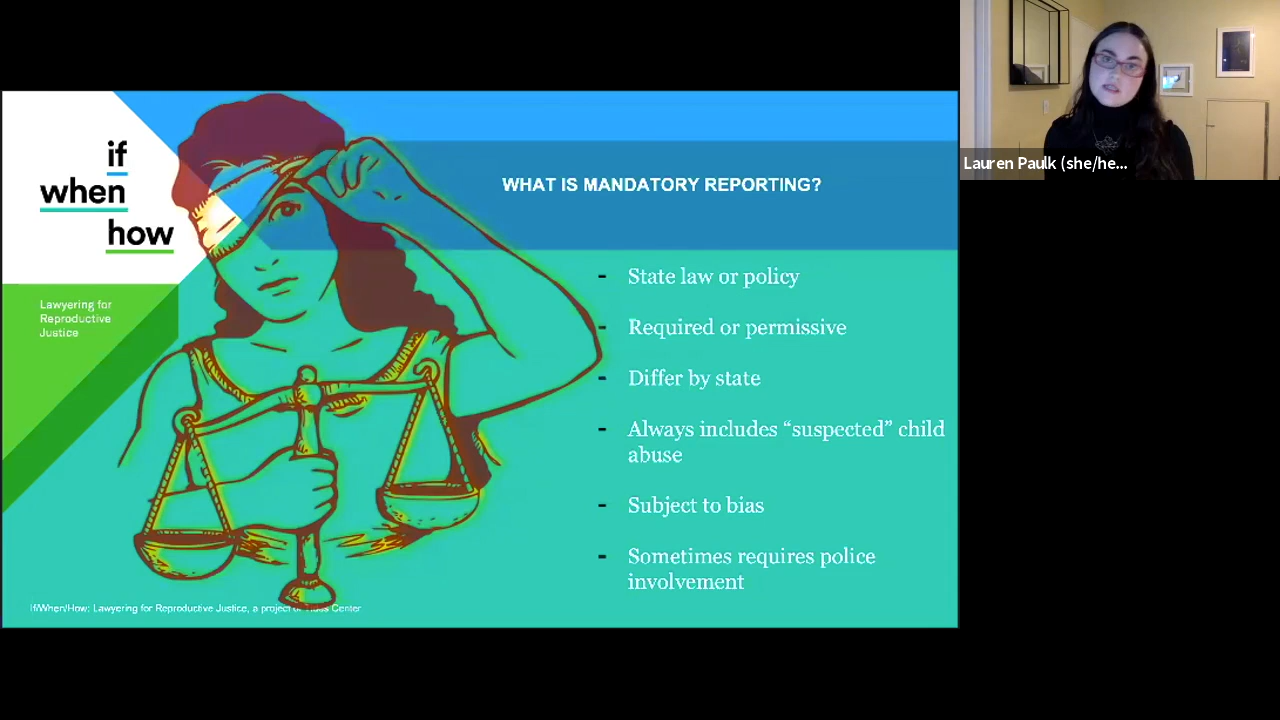 if
when
how
Lawyering for
Reproductive
Justice
WHAT IS MANDATORY REPORTING?
- State law or policy
- Required or permissive
- Differ by state
- Always includes “suspected” child
abuse
- Subject to bias
- Sometimes requires police
involvement
If/When/How: Lawyering for Reproductive Justice, a project of Tides Center
Lauren Paulk (she/he...